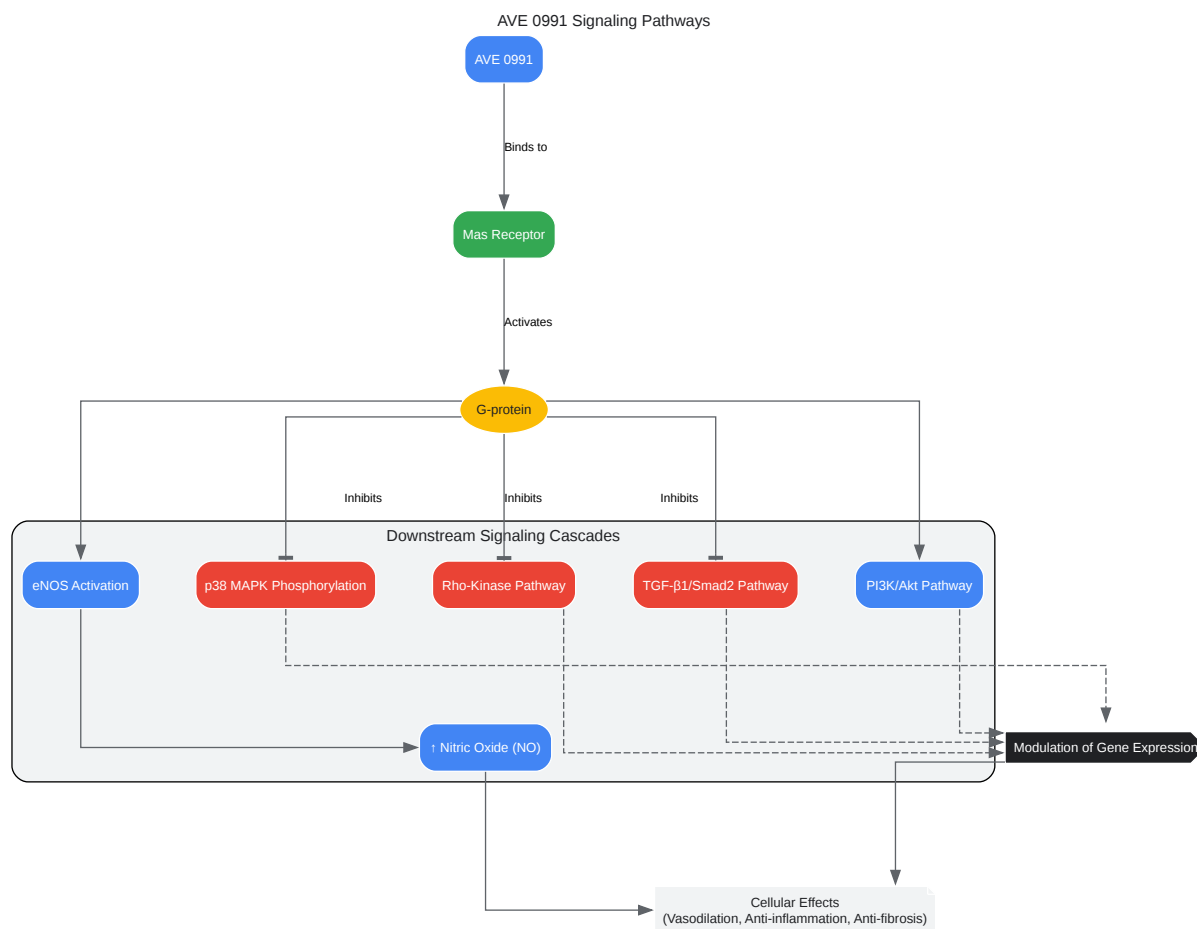 AVE 0991 Signaling Pathways
AVE 0991
Binds to
Mas Receptor
Activates
G-protein
Inhibits
Inhibits
Inhibits
Downstream Signaling Cascades
eNOS Activation
p38 MAPK Phosphorylation
Rho-Kinase Pathway
TGF-β1/Smad2 Pathway
PI3K/Akt Pathway
↑ Nitric Oxide (NO)
Modulation of Gene Expression
Cellular Effects
(Vasodilation, Anti-inflammation, Anti-fibrosis)